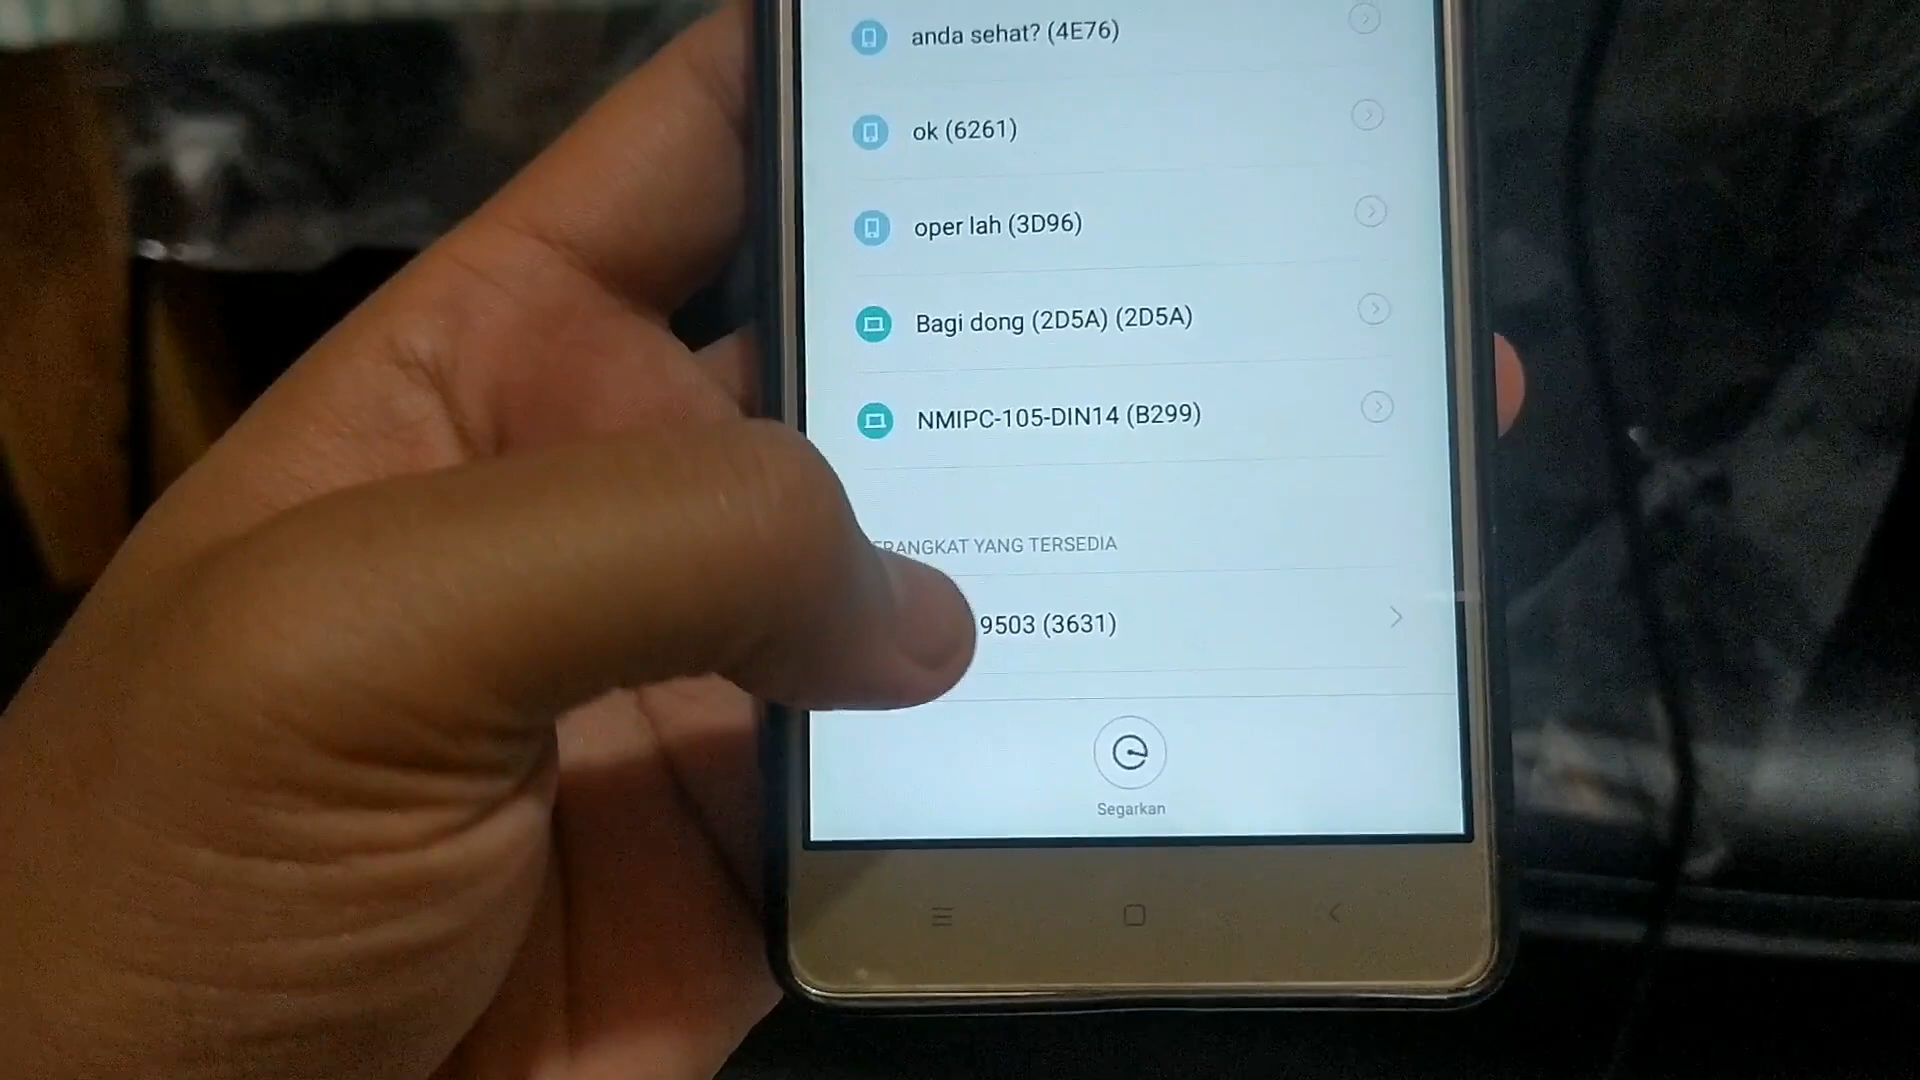 anda sehat? (4E76)
ok (6261)
oper lah (3D96)
Bagi dong (2D5A) (2D5A)
NMIPC-105-DIN14 (B299)
ERANGKAT YANG TERSEDIA
9503 (3631)
Segarkan